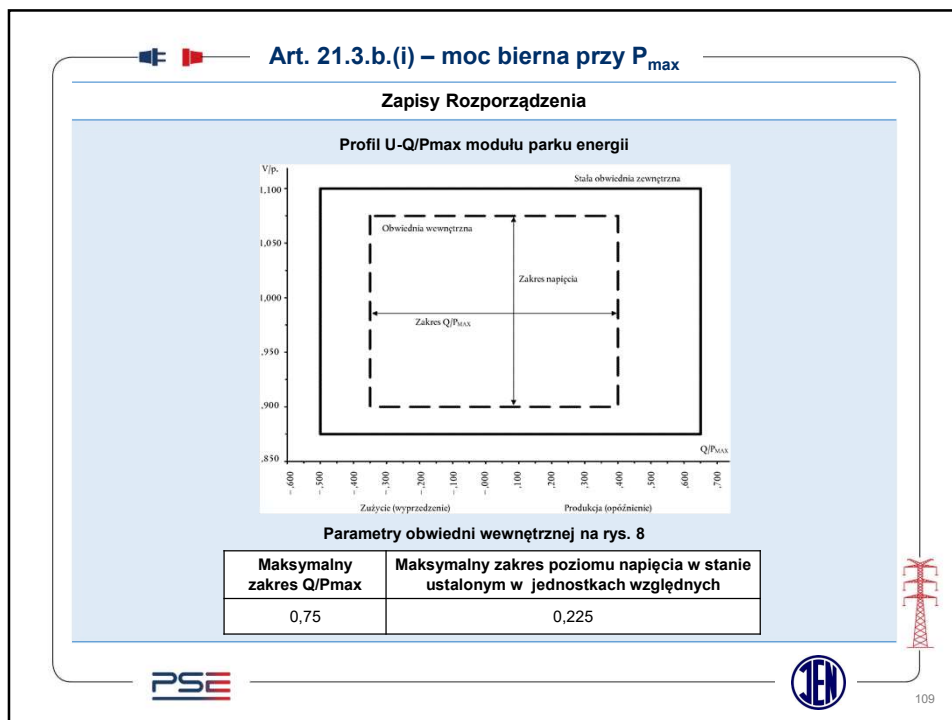 Art. 21.3.b.(i) – moc bierna przy Pmax
Zapisy Rozporządzenia
Profil U-Q/Pmax modułu parku energii
V/p.
Stała obwiednia zewnętrzna
1,100
Obwiednia wewnętrzna
1,050
Zakres napięcia
1,000
Zakres Q/PMAX
,950
,900
Q/PMAX
,850
-,600
-,500
-,400
-,300
-,200
-,100
-,000
,100
,200
,300
,400
,500
,600
,700
Zużycie (wyprzedzenie)
Produkcja (opóźnienie)
Parametry obwiedni wewnętrznej na rys. 8
Maksymalny zakres Q/Pmax
Maksymalny zakres poziomu napięcia w stanie ustalonym w jednostkach względnych
0,75
0,225
PSE
JEN
109